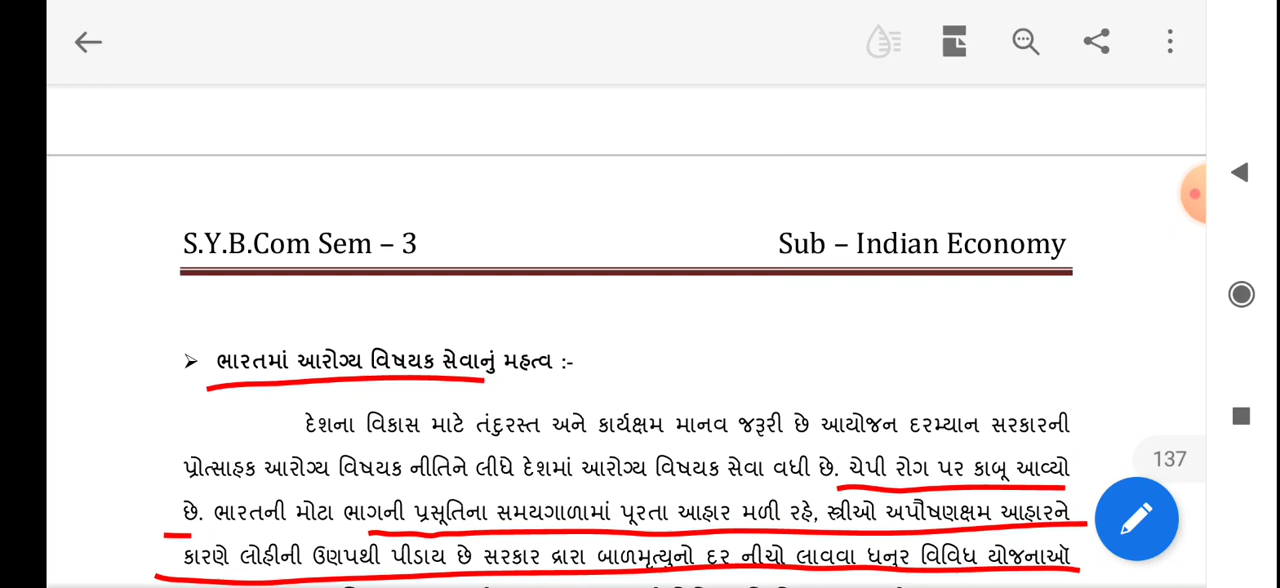 S.Y.B.Com Sem – 3 Sub – Indian Economy
➢ ભારતમાં આરોગ્ય વિષયક સેવાનું મહત્વ :-
દેશના વિકાસ માટે તંદુરસ્ત અને કાર્યક્ષમ માનવ જરૂરી છે આયોજન દરમ્યાન સરકારની
પ્રોત્સાહક આરોગ્ય વિષયક નીતિને લીધે દેશમાં આરોગ્ય વિષયક સેવા વધી છે. ચેપી રોગ પર કાબૂ આવ્યો
137
છે. ભારતની મોટા ભાગની પ્રસૂતિના સમયગાળામાં પૂરતા આહાર મળી રહે, સ્ત્રીઓ અપૌષણક્ષમ આહારને
કારણે લોહીની ઉણપથી પીડાય છે સરકાર દ્રારા બાળમૃત્યુનો દર નીચો લાવવા ધનુર વિવિધ યોજનાઓ